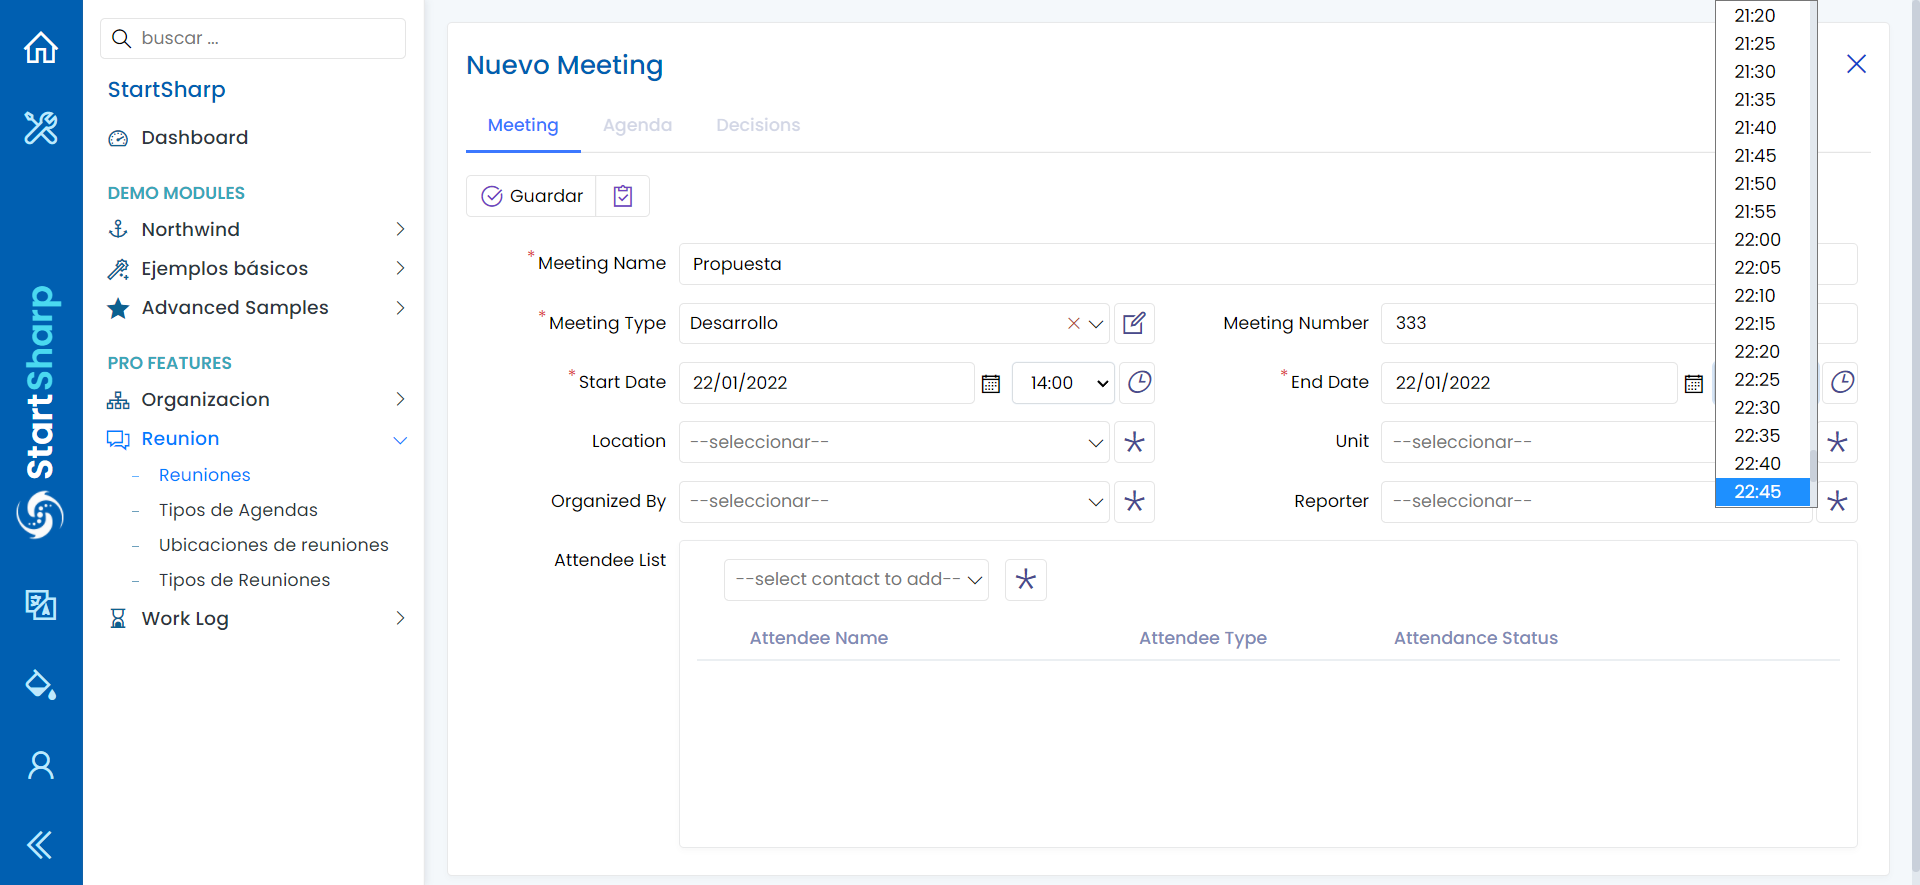 buscar ...
StartSharp
Dashboard
DEMO MODULES
Northwind
Ejemplos básicos
Advanced Samples
PRO FEATURES
Organizacion
Reunion
- Reuniones
- Tipos de Agendas
- Ubicaciones de reuniones
- Tipos de Reuniones
Work Log
StartSharp
Nuevo Meeting
Meeting Agenda Decisions
Guardar
*Meeting Name Propuesta
*Meeting Type Desarrollo
Meeting Number 333
*Start Date 22/01/2022 14:00
*End Date 22/01/2022
Location --seleccionar--
Unit --seleccionar--
Organized By --seleccionar--
Reporter --seleccionar--
Attendee List
--select contact to add--
Attendee Name Attendee Type Attendance Status
21:20
21:25
21:30
21:35
21:40
21:45
21:50
21:55
22:00
22:05
22:10
22:15
22:20
22:25
22:30
22:35
22:40
22:45